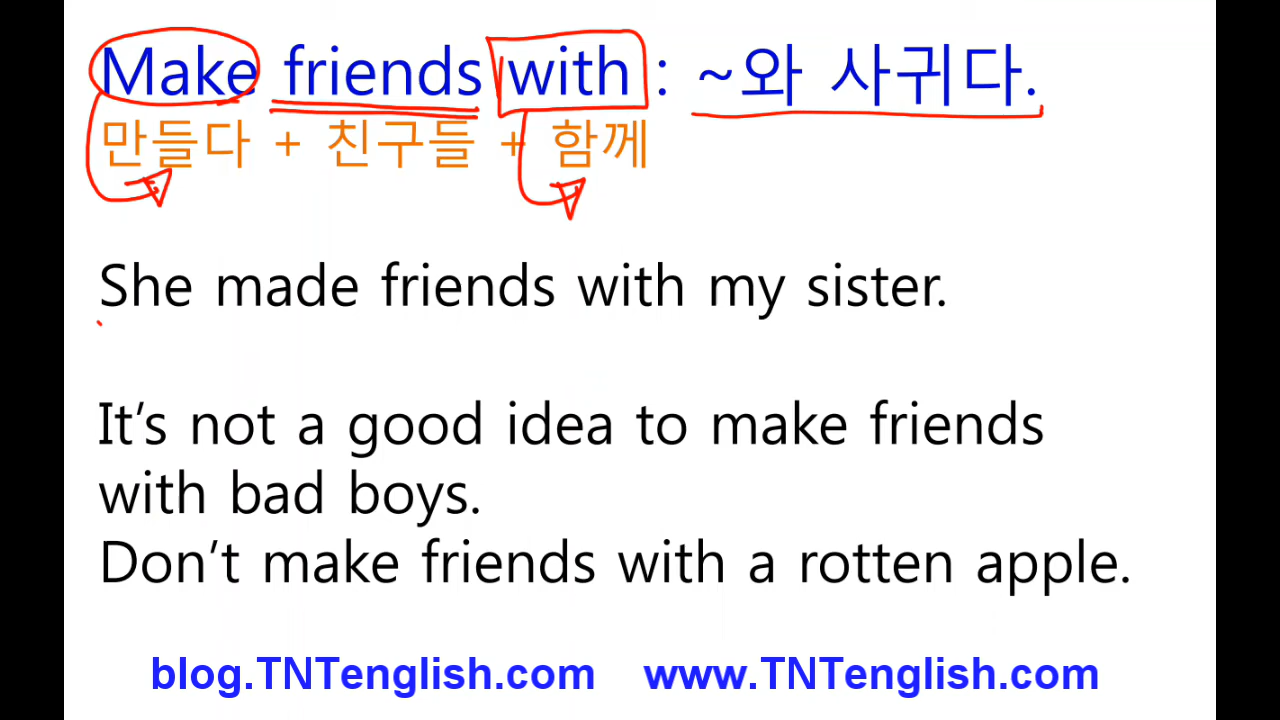 Make friends with : ~와 사귀다.
만들다 + 친구들 + 함께
She made friends with my sister.
It's not a good idea to make friends
with bad boys.
Don't make friends with a rotten apple.
blog.TNTenglish.com www.TNTenglish.com